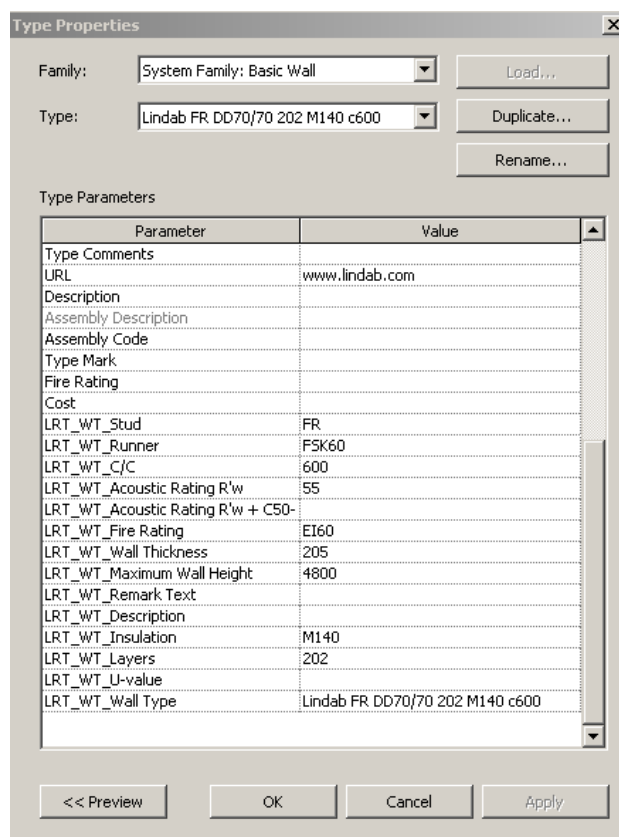 Type Properties
Family: System Family: Basic Wall Load...
Type: Lindab FR DD70/70 202 M140 c600 Duplicate...
Rename...
Type Parameters
Parameter Value
Type Comments
URL www.lindab.com
Description
Assembly Description
Assembly Code
Type Mark
Fire Rating
Cost
LRT_WT_Stud FR
LRT_WT_Runner FSK60
LRT_WT_C/C 600
LRT_WT_Acoustic Rating R'w 55
LRT_WT_Acoustic Rating R'w + C50-
LRT_WT_Fire Rating EI60
LRT_WT_Wall Thickness 205
LRT_WT_Maximum Wall Height 4800
LRT_WT_Remark Text
LRT_WT_Description
LRT_WT_Insulation M140
LRT_WT_Layers 202
LRT_WT_U-value
LRT_WT_Wall Type Lindab FR DD70/70 202 M140 c600
<< Preview OK Cancel Apply